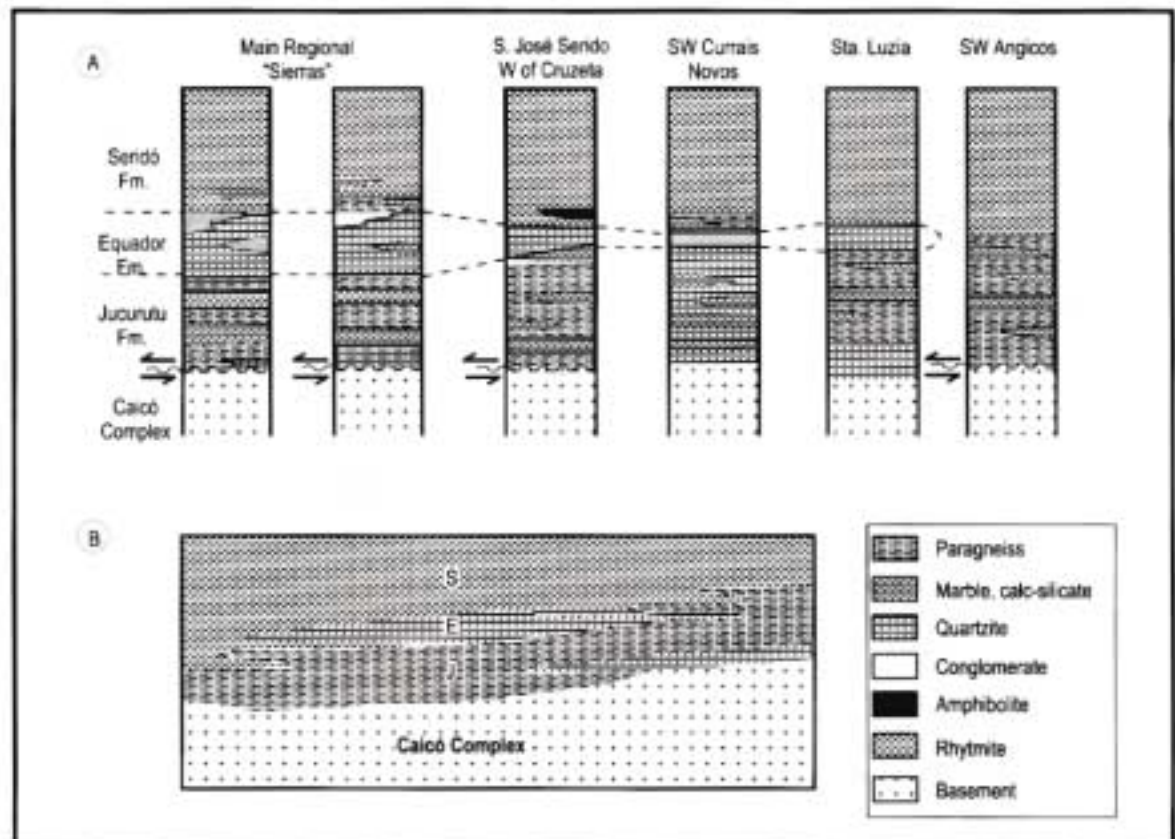 A
Main Regional
"Sierras"
S. José Serido
W of Cruzeta
SW Currais
Novos
Sta. Luzia
SW Angicos
Seridó
Fm.
Equador
Fm.
Jucurutu
Fm.
Caicó
Complex
B
S
E
J
Caicó Complex
Paragneiss
Marble, calc-silicate
Quartzite
Conglomerate
Amphibolite
Rhytmite
Basement